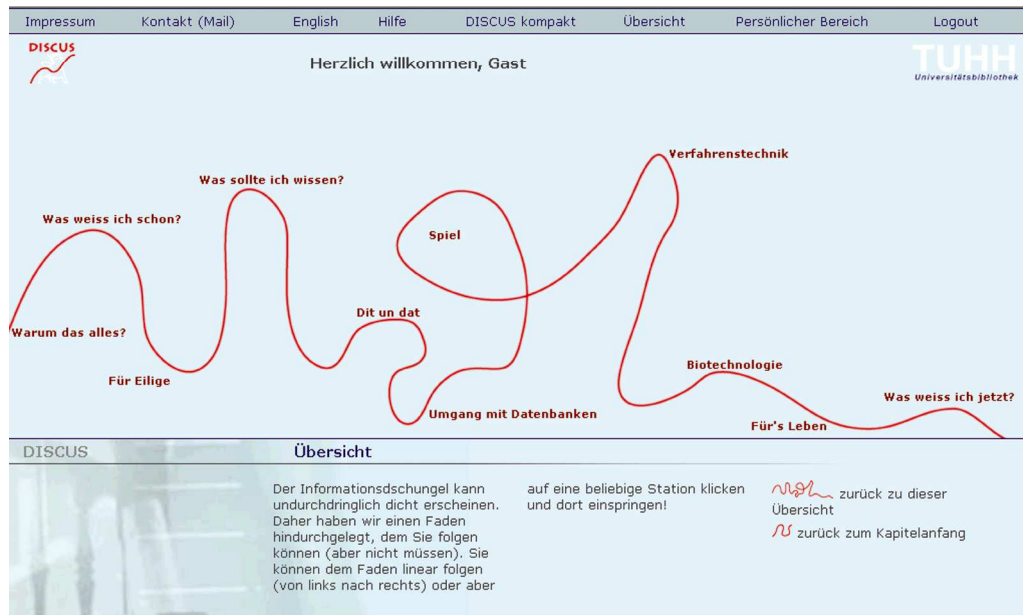 Impressum Kontakt (Mail) English Hilfe DISCUS kompakt Übersicht Persönlicher Bereich Logout
DISCUS
Herzlich willkommen, Gast
TUHH
Universitätsbibliothek
Verfahrenstechnik
Was sollte ich wissen?
Was weiss ich schon?
Spiel
Dit un dat
Warum das alles?
Biotechnologie
Für Eilige
Was weiss ich jetzt?
Umgang mit Datenbanken
Für's Leben
DISCUS
Übersicht
Der Informationsdschungel kann
undurchdringlich dicht erscheinen.
Daher haben wir einen Faden
hindurchgelegt, dem Sie folgen
können (aber nicht müssen). Sie
können dem Faden linear folgen
(von links nach rechts) oder aber
auf eine beliebige Station klicken
und dort einspringen!
zurück zu dieser
Übersicht
zurück zum Kapitelanfang